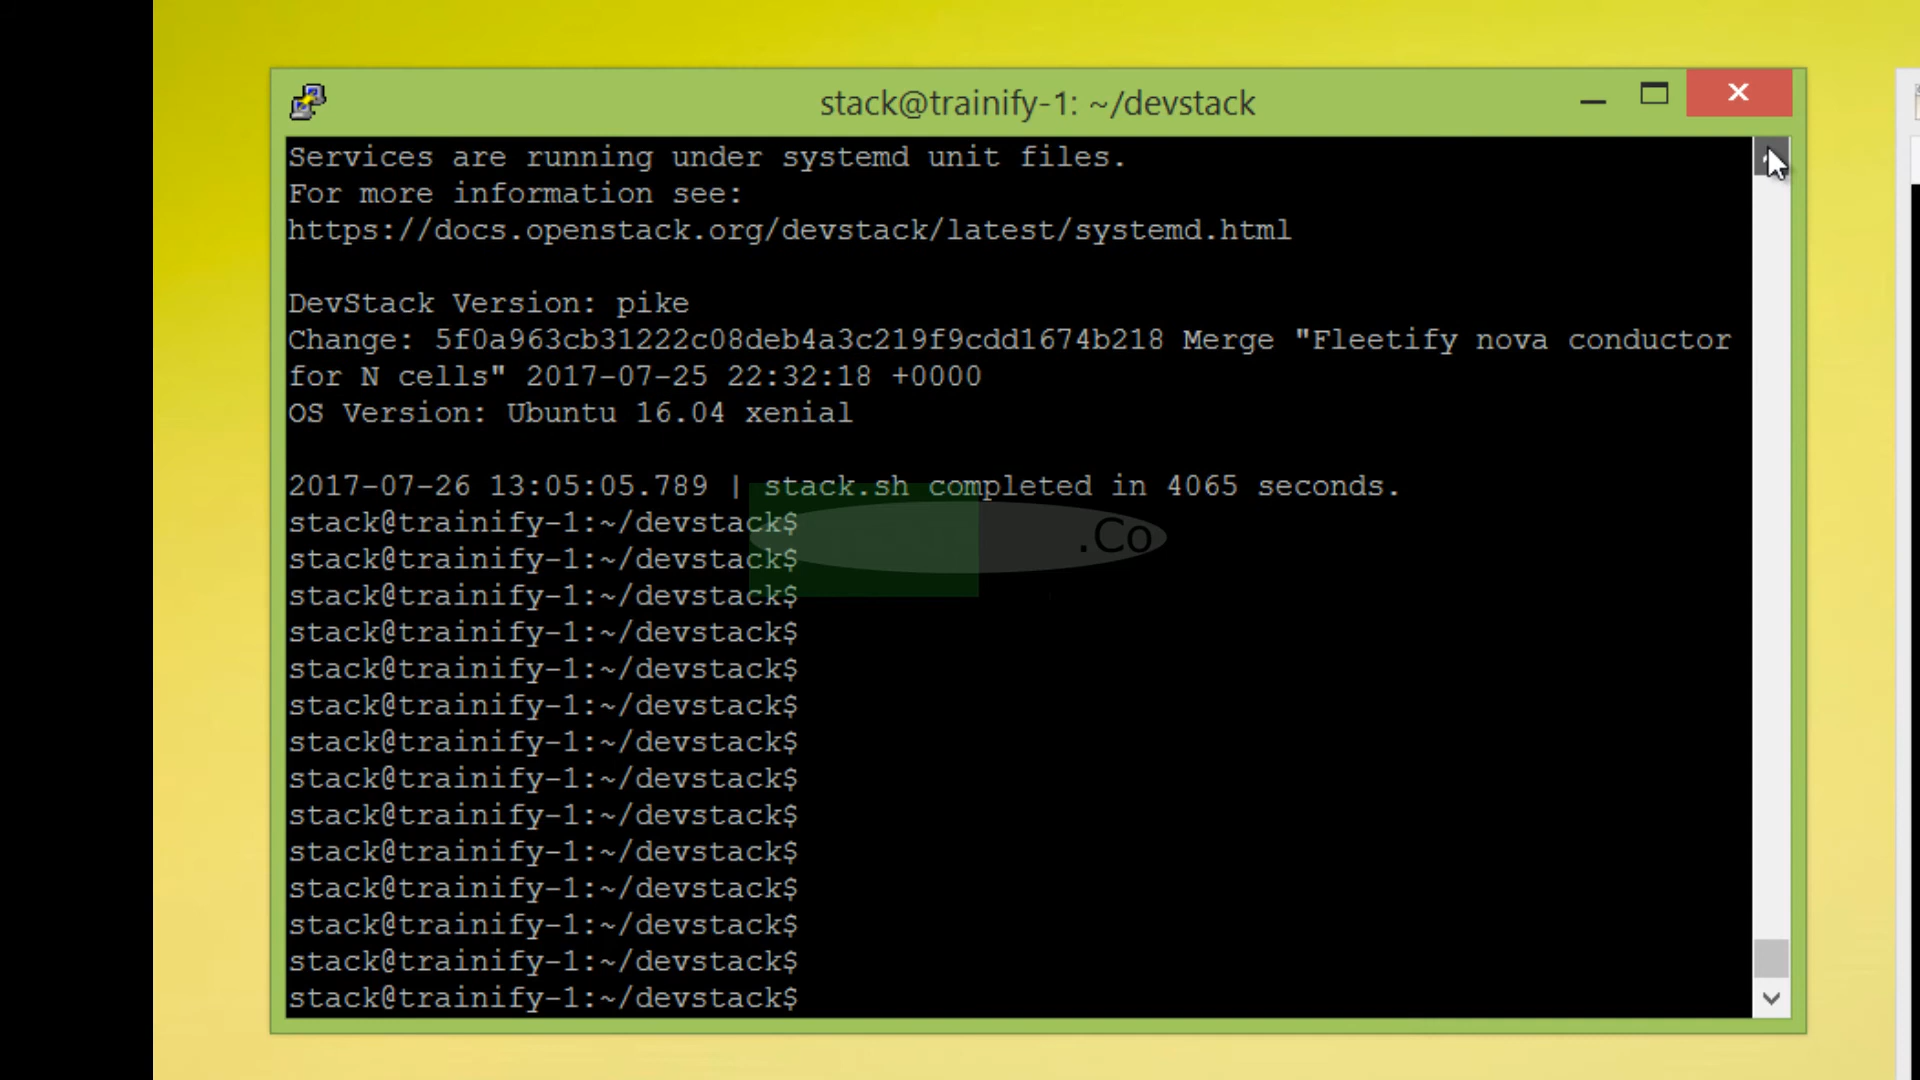 stack@trainify-1: ~/devstack
Services are running under systemd unit files.
For more information see:
https://docs.openstack.org/devstack/latest/systemd.html
DevStack Version: pike
Change: 5f0a963cb31222c08deb4a3c219f9cdd1674b218 Merge "Fleetify nova conductor
for N cells" 2017-07-25 22:32:18 +0000
OS Version: Ubuntu 16.04 xenial
2017-07-26 13:05:05.789 | stack.sh completed in 4065 seconds.
stack@trainify-1:~/devstack$
.Co
stack@trainify-1:~/devstack$
stack@trainify-1:~/devstack$
stack@trainify-1:~/devstack$
stack@trainify-1:~/devstack$
stack@trainify-1:~/devstack$
stack@trainify-1:~/devstack$
stack@trainify-1:~/devstack$
stack@trainify-1:~/devstack$
stack@trainify-1:~/devstack$
stack@trainify-1:~/devstack$
stack@trainify-1:~/devstack$
stack@trainify-1:~/devstack$
stack@trainify-1:~/devstack$